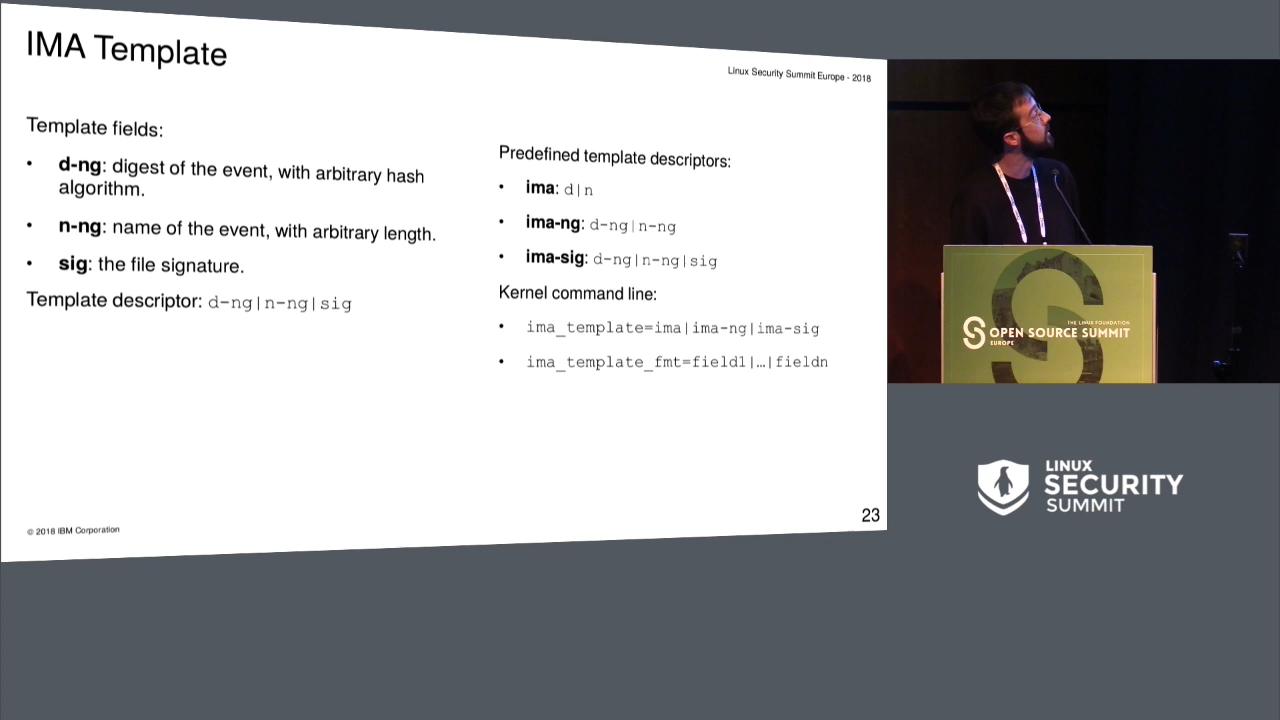 IMA Template
Linux Security Summit Europe - 2018
Template fields:
• d-ng: digest of the event, with arbitrary hash
algorithm.
• n-ng: name of the event, with arbitrary length.
• sig: the file signature.
Template descriptor: d-ng|n-ng|sig
Predefined template descriptors:
• ima: d|n
• ima-ng: d-ng|n-ng
• ima-sig: d-ng|n-ng|sig
Kernel command line:
• ima_template=ima|ima-ng|ima-sig
• ima_template_fmt=field1|…|fieldn
© 2018 IBM Corporation
23
THE LINUX FOUNDATION
OPEN SOURCE SUMMIT
EUROPE
LINUX
SECURITY
SUMMIT